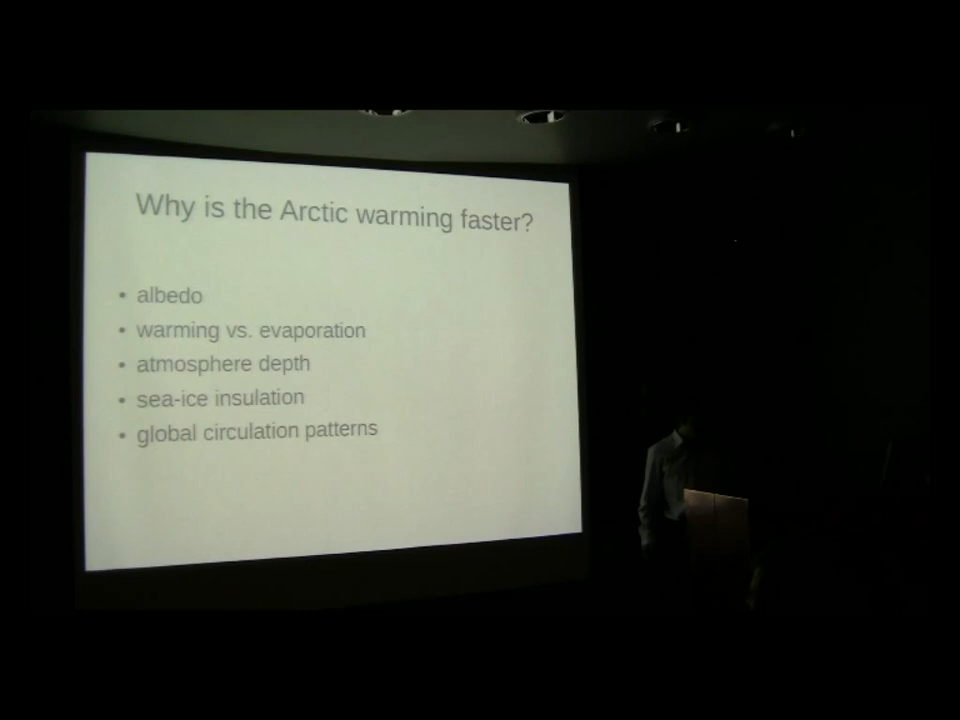 Why is the Arctic warming faster?
• albedo
• warming vs. evaporation
• atmosphere depth
• sea-ice insulation
• global circulation patterns